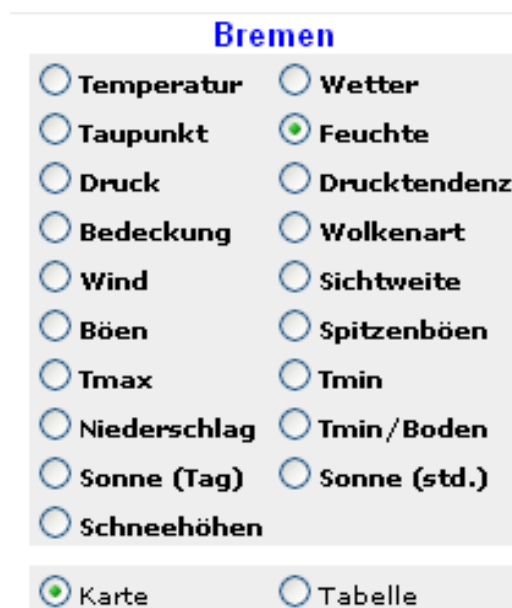 Bremen
Temperatur Wetter
Taupunkt Feuchte
Druck Drucktendenz
Bedeckung Wolkenart
Wind Sichtweite
Böen Spitzenböen
Tmax Tmin
Niederschlag Tmin/Boden
Sonne (Tag) Sonne (std.)
Schneehöhen
Karte Tabelle